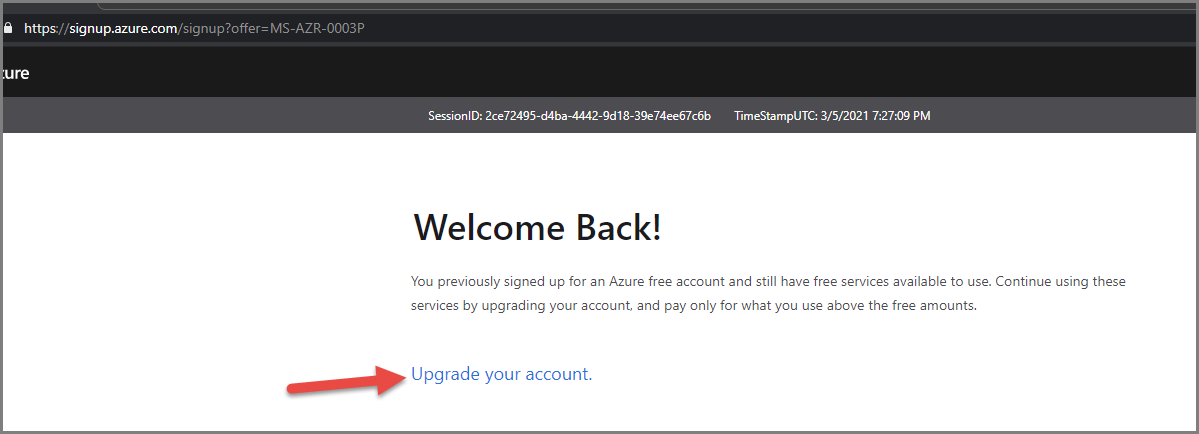 https://signup.azure.com/signup?offer=MS-AZR-0003P
zure
SessionID: 2ce72495-d4ba-4442-9d18-39e74ee67c6b TimeStampUTC: 3/5/2021 7:27:09 PM
Welcome Back!
You previously signed up for an Azure free account and still have free services available to use. Continue using these
services by upgrading your account, and pay only for what you use above the free amounts.
Upgrade your account.